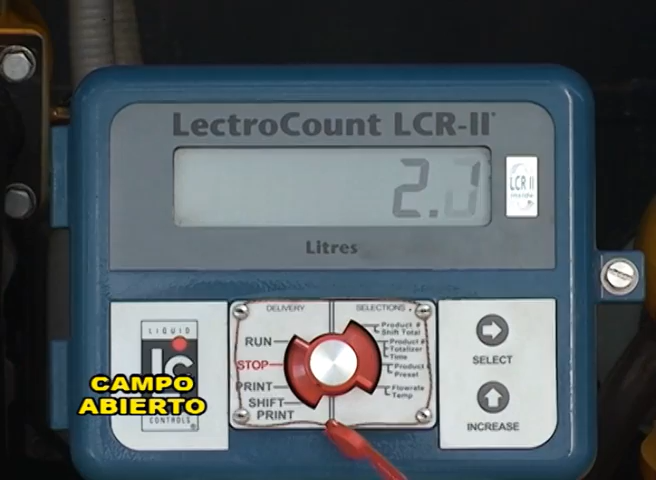 LectroCount LCR-II
2.
LCR II
Litres
DELIVERY
SELECTIONS
RUN
STOP
PRINT
SHIFT
PRINT
Product #
Shift Total
Product #
Totalizer
Time
Product
Preset
Flowrate
Temp
LIQUID
lc
CONTROLS
SELECT
INCREASE
CAMPO
ABIERTO